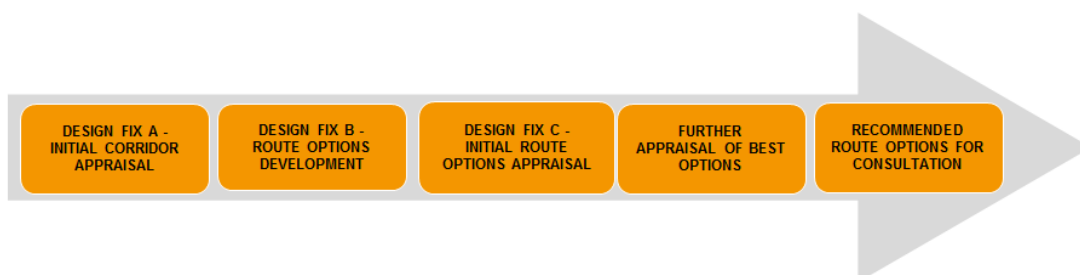 DESIGN FIX A -
INITIAL CORRIDOR
APPRAISAL
DESIGN FIX B -
ROUTE OPTIONS
DEVELOPMENT
DESIGN FIX C -
INITIAL ROUTE
OPTIONS APPRAISAL
FURTHER
APPRAISAL OF BEST
OPTIONS
RECOMMENDED
ROUTE OPTIONS FOR
CONSULTATION